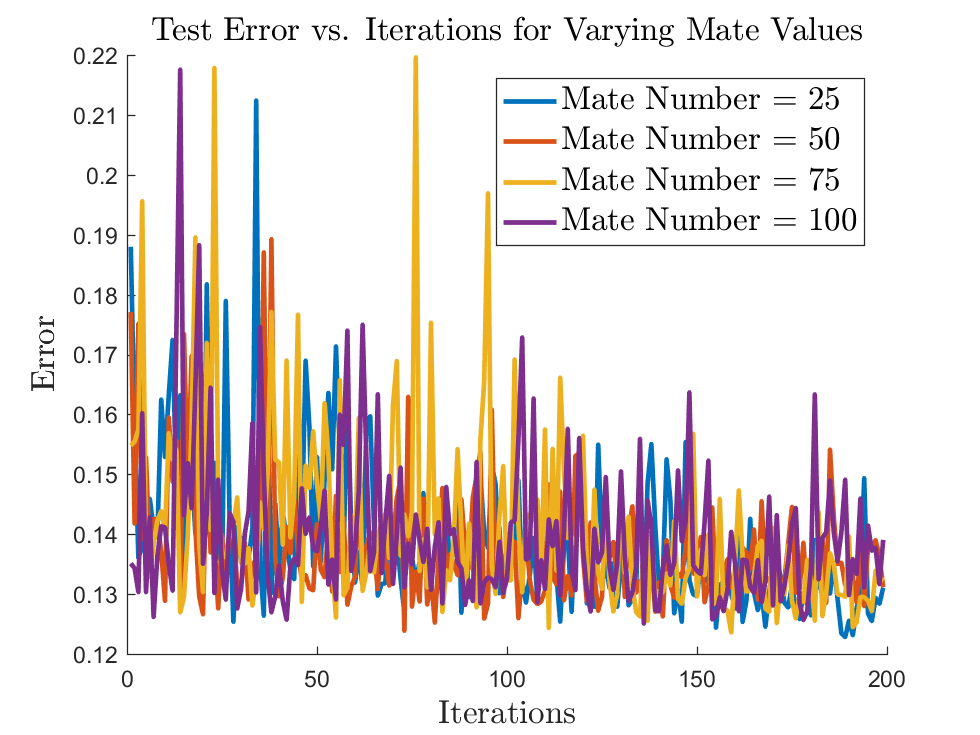 Test Error vs. Iterations for Varying Mate Values
0.22
0.21
0.2
0.19
0.18
0.17
0.16
0.15
0.14
0.13
0.12
Error
Mate Number = 25
Mate Number = 50
Mate Number = 75
Mate Number = 100
0 50 100 150 200
Iterations